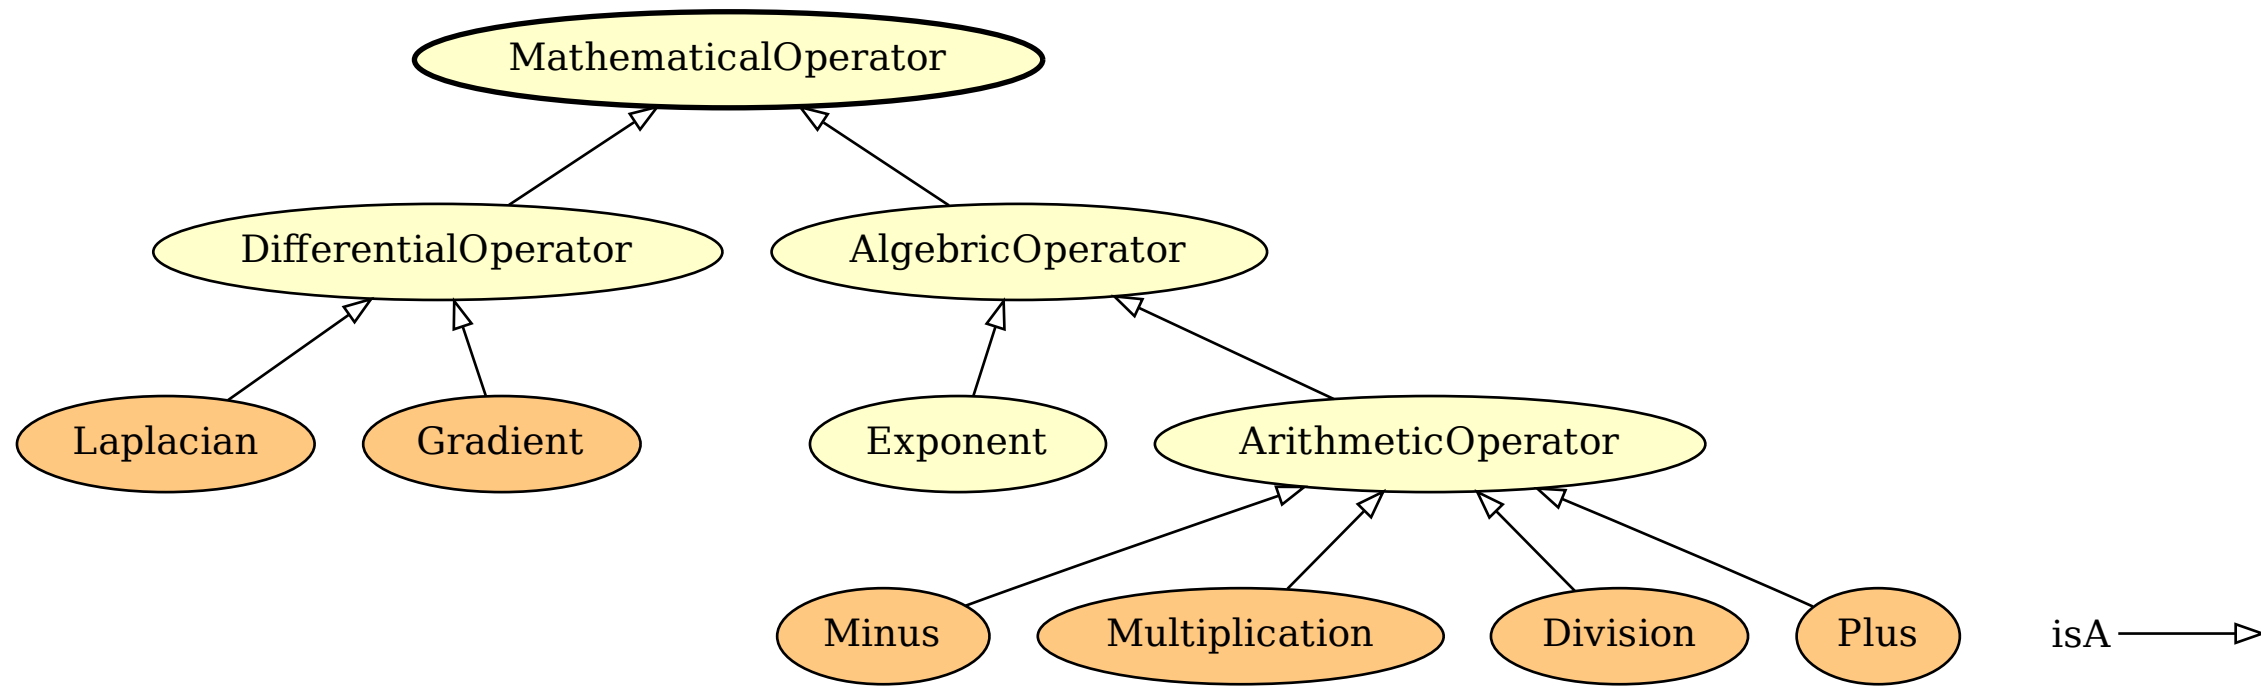 MathematicalOperator
DifferentialOperator
AlgebricOperator
Laplacian
Gradient
Exponent
ArithmeticOperator
Minus
Multiplication
Division
Plus
isA